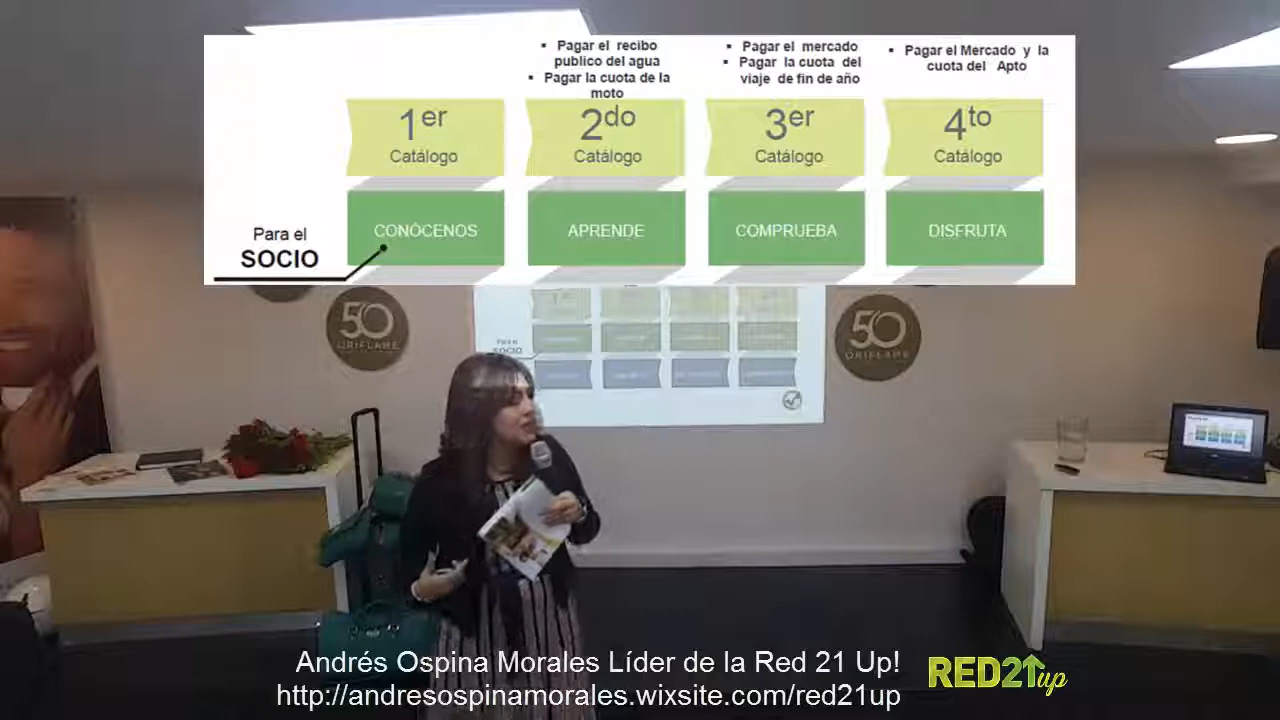 ▪ Pagar el recibo
publico del agua
▪ Pagar la cuota de la
moto
▪ Pagar el mercado
▪ Pagar la cuota del
viaje de fin de año
▪ Pagar el Mercado y la
cuota del Apto
1er
Catálogo
2do
Catálogo
3er
Catálogo
4to
Catálogo
Para el
SOCIO
CONÓCENOS
APRENDE
COMPRUEBA
DISFRUTA
50
ORIFLAME
50
ORIFLAME
Para el
SOCIO
Andrés Ospina Morales Líder de la Red 21 Up!
http://andresospinamorales.wixsite.com/red21up
RED21up